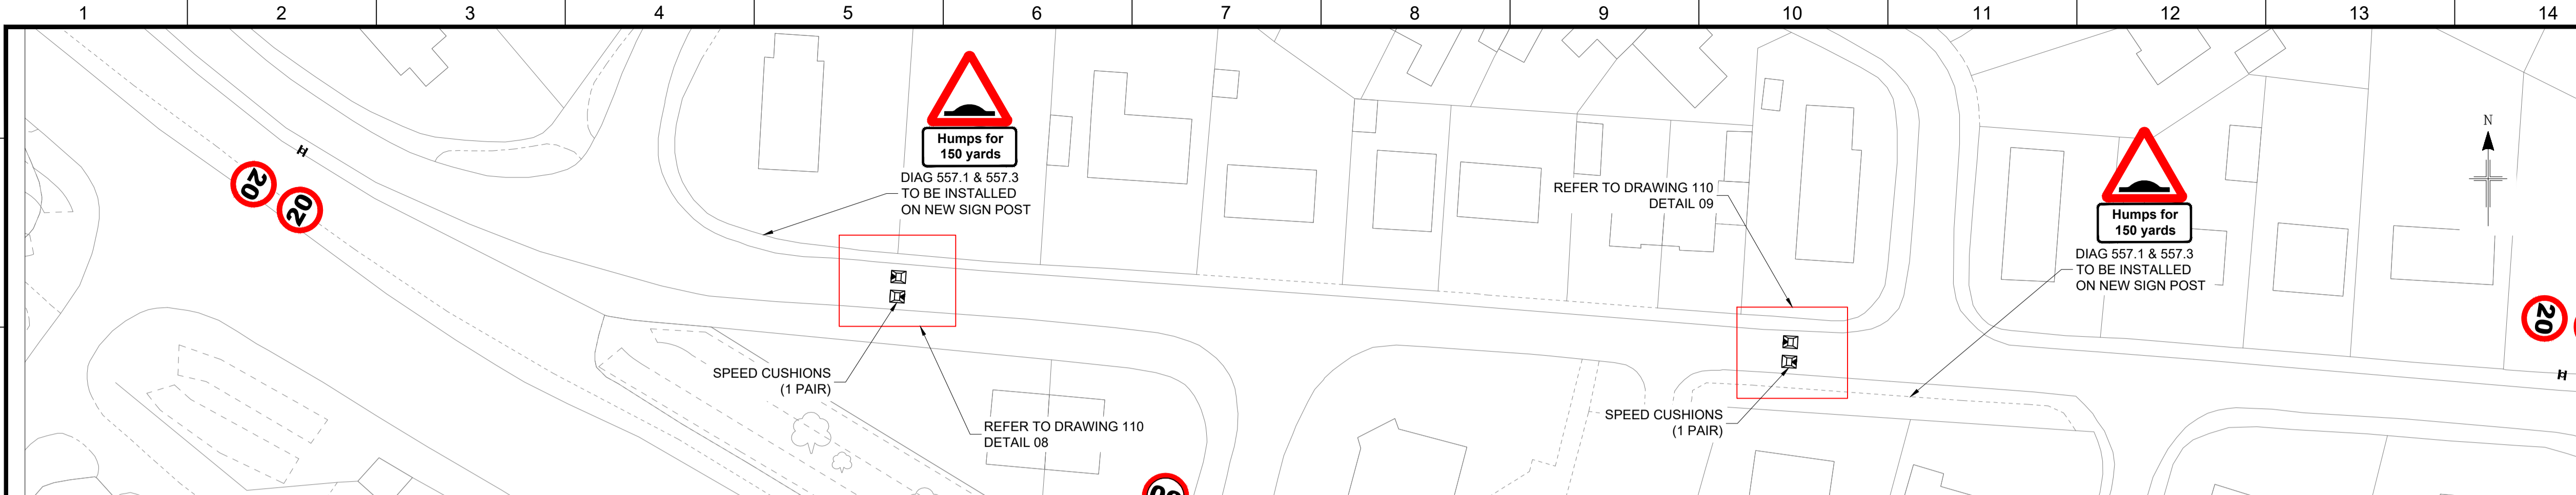 1 2 3 4 5 6 7 8 9 10 11 12 13 14
Humps for
150 yards
DIAG 557.1 & 557.3
TO BE INSTALLED
ON NEW SIGN POST
20
20
SPEED CUSHIONS
(1 PAIR)
REFER TO DRAWING 110
DETAIL 08
REFER TO DRAWING 110
DETAIL 09
SPEED CUSHIONS
(1 PAIR)
Humps for
150 yards
DIAG 557.1 & 557.3
TO BE INSTALLED
ON NEW SIGN POST
N
20